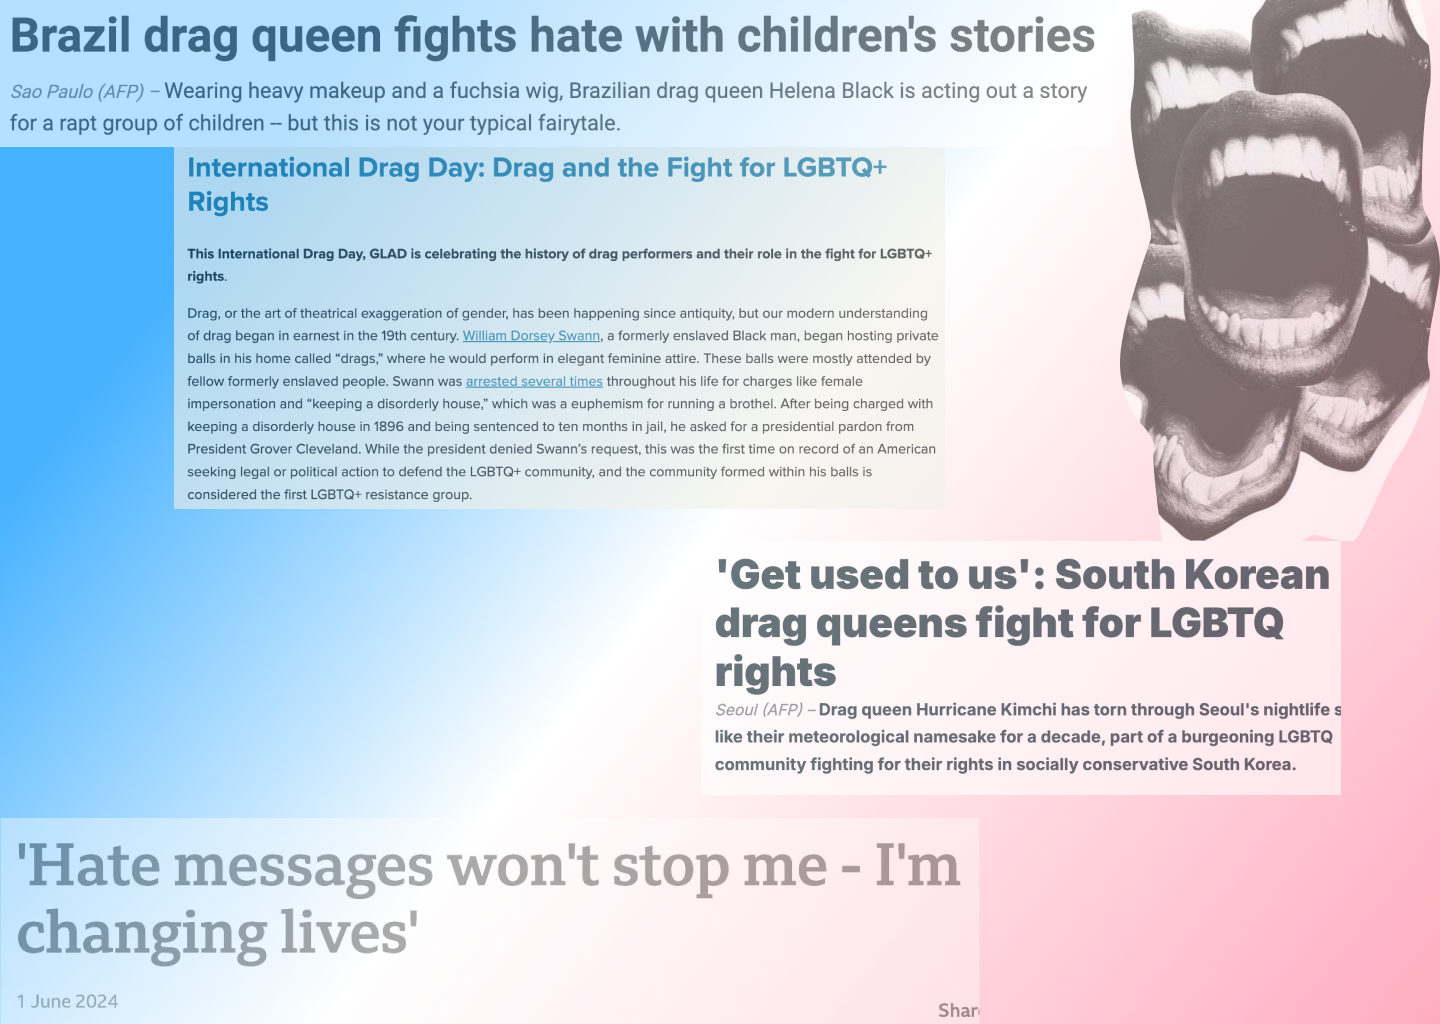 Brazil drag queen fights hate with children's stories
Sao Paulo (AFP) – Wearing heavy makeup and a fuchsia wig, Brazilian drag queen Helena Black is acting out a story
for a rapt group of children -- but this is not your typical fairytale.
International Drag Day: Drag and the Fight for LGBTQ+
Rights
This International Drag Day, GLAD is celebrating the history of drag performers and their role in the fight for LGBTQ+
rights.
Drag, or the art of theatrical exaggeration of gender, has been happening since antiquity, but our modern understanding
of drag began in earnest in the 19th century. William Dorsey Swann, a formerly enslaved Black man, began hosting private
balls in his home called “drags,” where he would perform in elegant feminine attire. These balls were mostly attended by
fellow formerly enslaved people. Swann was arrested several times throughout his life for charges like female
impersonation and “keeping a disorderly house,” which was a euphemism for running a brothel. After being charged with
keeping a disorderly house in 1896 and being sentenced to ten months in jail, he asked for a presidential pardon from
President Grover Cleveland. While the president denied Swann’s request, this was the first time on record of an American
seeking legal or political action to defend the LGBTQ+ community, and the community formed within his balls is
considered the first LGBTQ+ resistance group.
'Get used to us': South Korean
drag queens fight for LGBTQ
rights
Seoul (AFP) – Drag queen Hurricane Kimchi has torn through Seoul's nightlife s
like their meteorological namesake for a decade, part of a burgeoning LGBTQ
community fighting for their rights in socially conservative South Korea.
'Hate messages won't stop me - I'm
changing lives'
1 June 2024
Shar